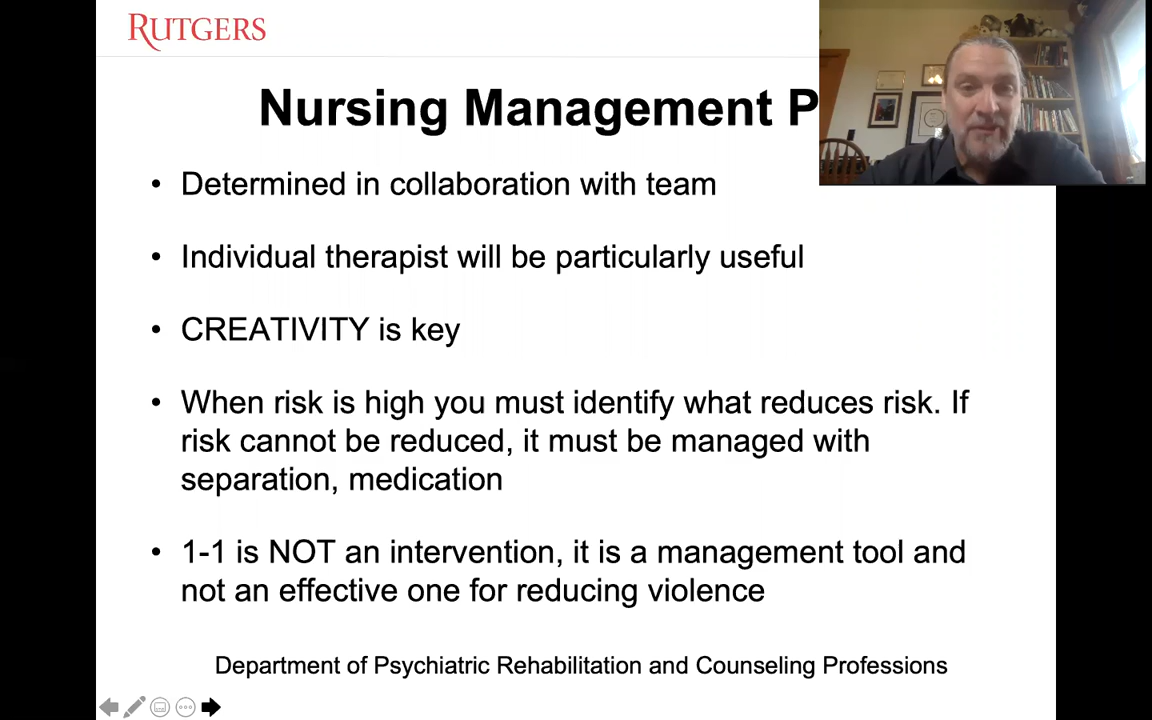 RUTGERS
Nursing Management P
• Determined in collaboration with team
• Individual therapist will be particularly useful
• CREATIVITY is key
• When risk is high you must identify what reduces risk. If
risk cannot be reduced, it must be managed with
separation, medication
• 1-1 is NOT an intervention, it is a management tool and
not an effective one for reducing violence
Department of Psychiatric Rehabilitation and Counseling Professions